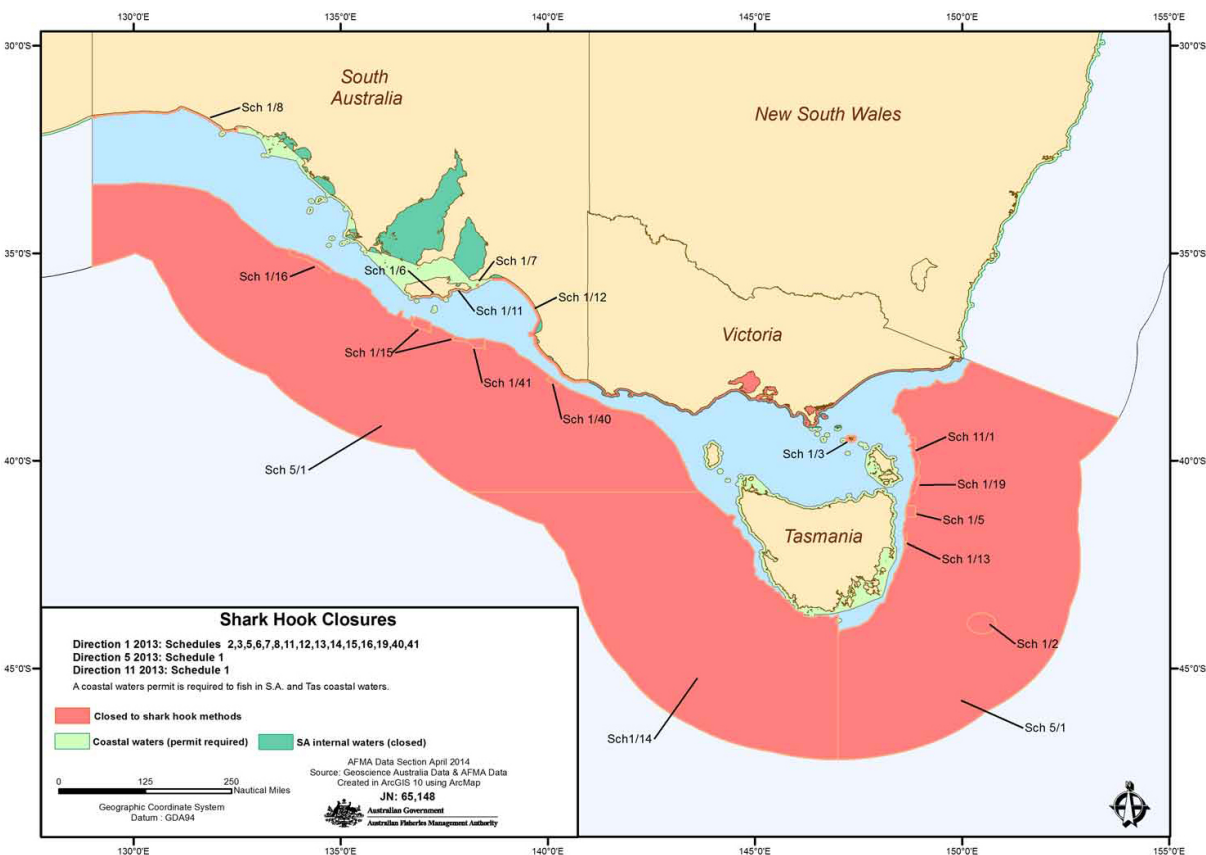 130°0'E 135°0'E 140°0'E 145°0'E 150°0'E 155°0'E
30°0'S 30°0'S
South
Australia
New South Wales
Sch 1/8
35°0'S 35°0'S
Sch 1/16
Sch 1/6
Sch 1/7
Sch 1/12
Sch 1/11
Victoria
Sch 1/15
Sch 1/41
Sch 1/40
Sch 11/1
Sch 1/3
40°0'S 40°0'S
Sch 5/1
Sch 1/19
Sch 1/5
Tasmania
Sch 1/13
Sch 1/2
45°0'S 45°0'S
Sch 5/1
Sch1/14
Shark Hook Closures
Direction 1 2013: Schedules 2,3,5,6,7,8,11,12,13,14,15,16,19,40,41
Direction 5 2013: Schedule 1
Direction 11 2013: Schedule 1
A coastal waters permit is required to fish in S.A. and Tas coastal waters.
Closed to shark hook methods
Coastal waters (permit required) SA internal waters (closed)
0 125 250
Nautical Miles
Geographic Coordinate System
Datum : GDA94
AFMA Data Section April 2014
Source: Geoscience Australia Data & AFMA Data
Created in ArcGIS 10 using ArcMap
JN: 65,148
Australian Government
Australian Fisheries Management Authority
130°0'E 135°0'E 140°0'E 145°0'E 150°0'E 155°0'E